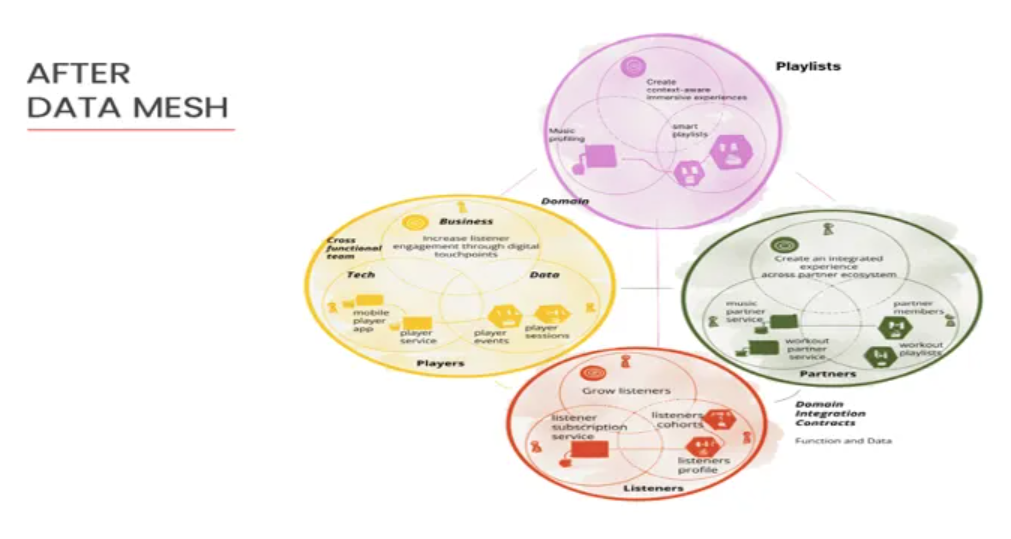 AFTER
DATA MESH
Playlists
Create
context-aware
immersive experiences
Music
profiling
smart
playlists
Domain
Business
Cross
functional
team
Increase listener
engagement through digital
touchpoints
Tech
Data
mobile
player
app
player
service
player
events
player
sessions
Players
Create an integrated
experience
across partner ecosystem
music
partner
service
partner
members
workout
partner
service
workout
playlists
Partners
Grow listeners
listener
subscription
service
listeners
cohorts
listeners
profile
Listeners
Domain
Integration
Contracts
Function and Data